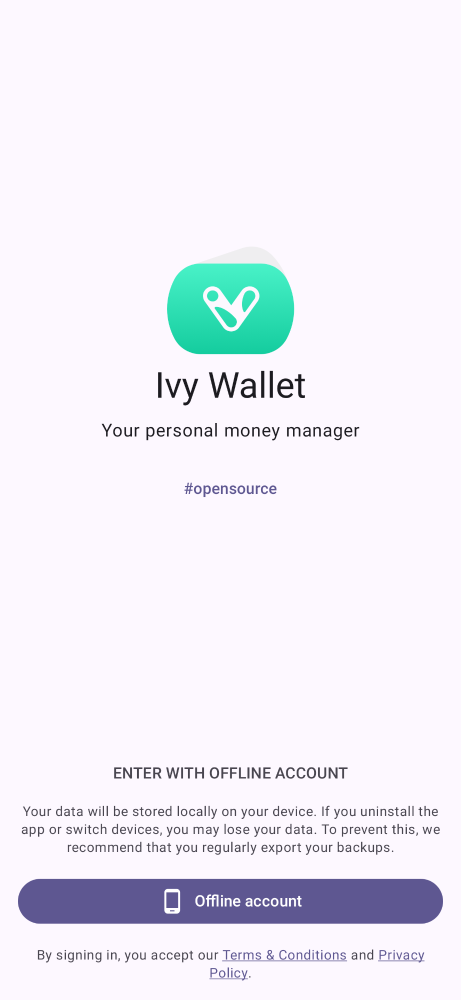 Ivy Wallet
Your personal money manager
#opensource
ENTER WITH OFFLINE ACCOUNT
Your data will be stored locally on your device. If you uninstall the
app or switch devices, you may lose your data. To prevent this, we
recommend that you regularly export your backups.
Offline account
By signing in, you accept our Terms & Conditions and Privacy
Policy.